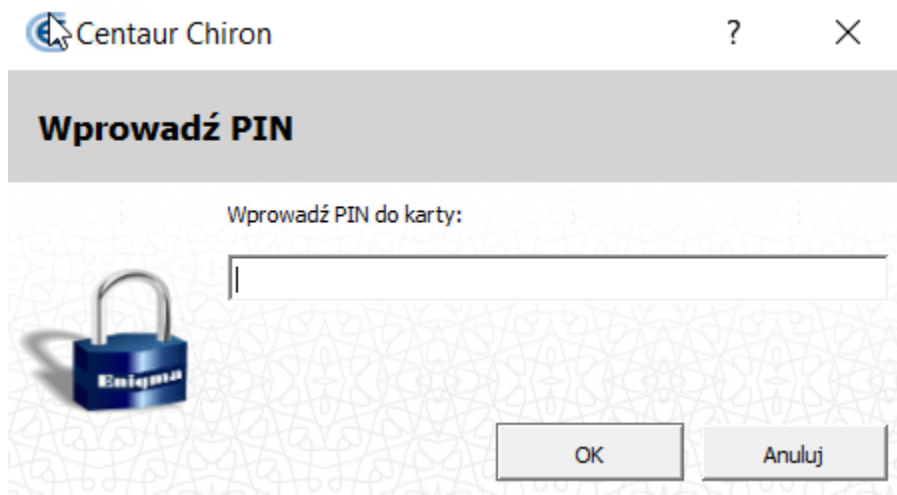 Centaur Chiron ?
Wprowadź PIN
Wprowadź PIN do karty:
Enigma
OK Anuluj